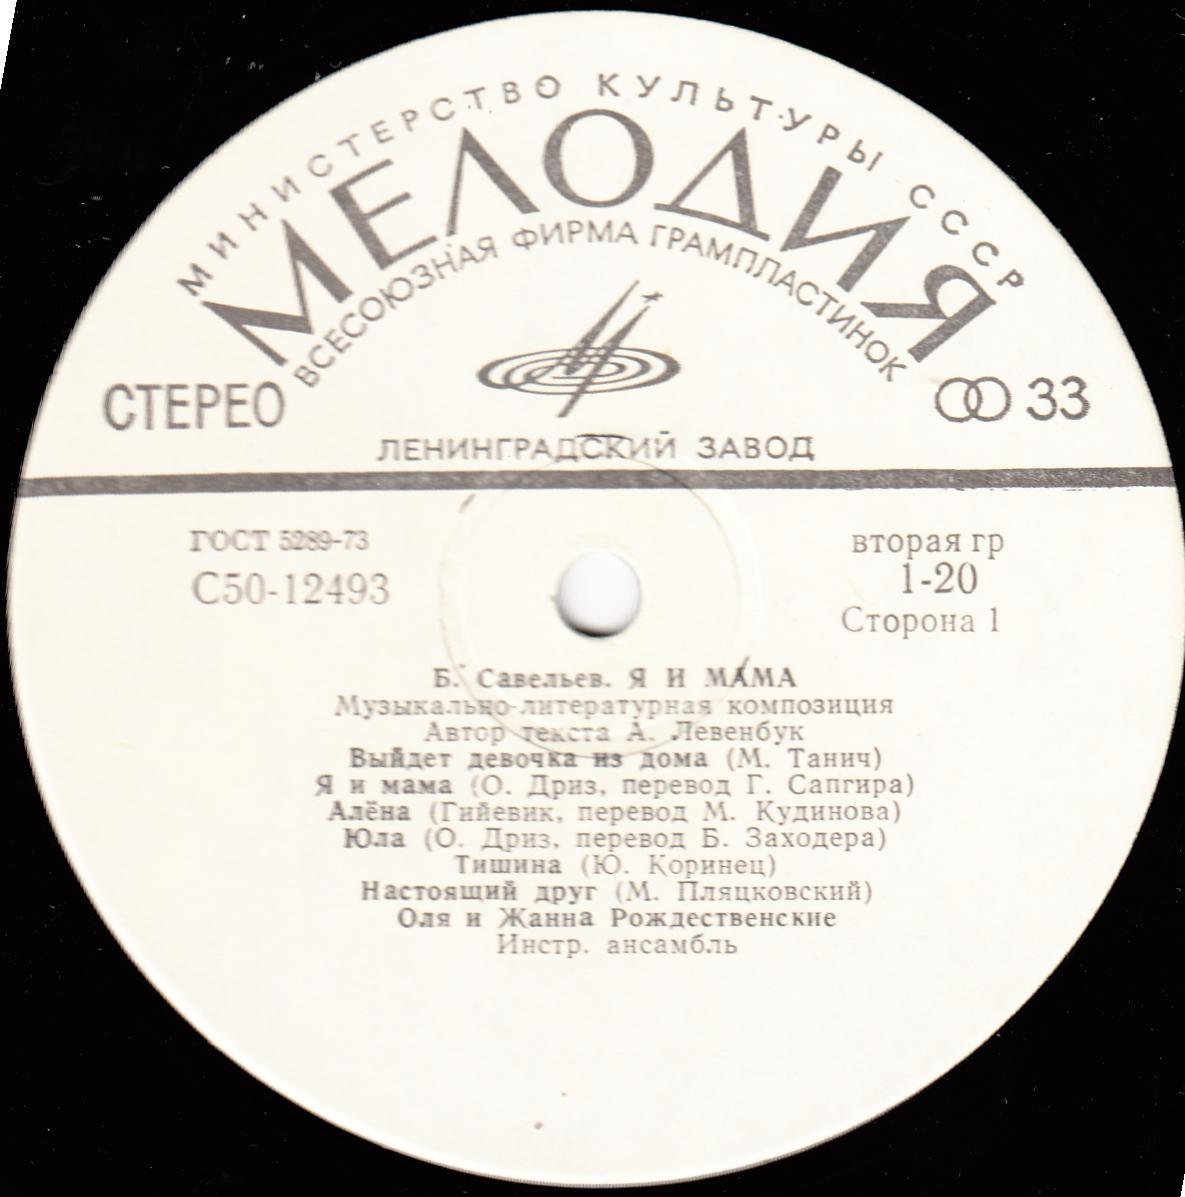 МИНИСТЕРСТВО КУЛЬТУРЫ СССР
МЕЛОДИЯ
ВСЕСОЮЗНАЯ ФИРМА ГРАМПЛАСТИНОК
СТЕРЕО
33
ЛЕНИНГРАДСКИЙ ЗАВОД
ГОСТ 5289-73
С50-12493
вторая гр
1-20
Сторона 1
Б. Савельев. Я И МАМА
Музыкально-литературная композиция
Автор текста А. Левенбук
Выйдет девочка из дома (М. Танич)
Я и мама (О. Дриз, перевод Г. Сапгира)
Алёна (Гийевик, перевод М. Кудинова)
Юла (О. Дриз, перевод Б. Заходера)
Тишина (Ю. Коринец)
Настоящий друг (М. Пляцковский)
Оля и Жанна Рождественские
Инстр. ансамбль